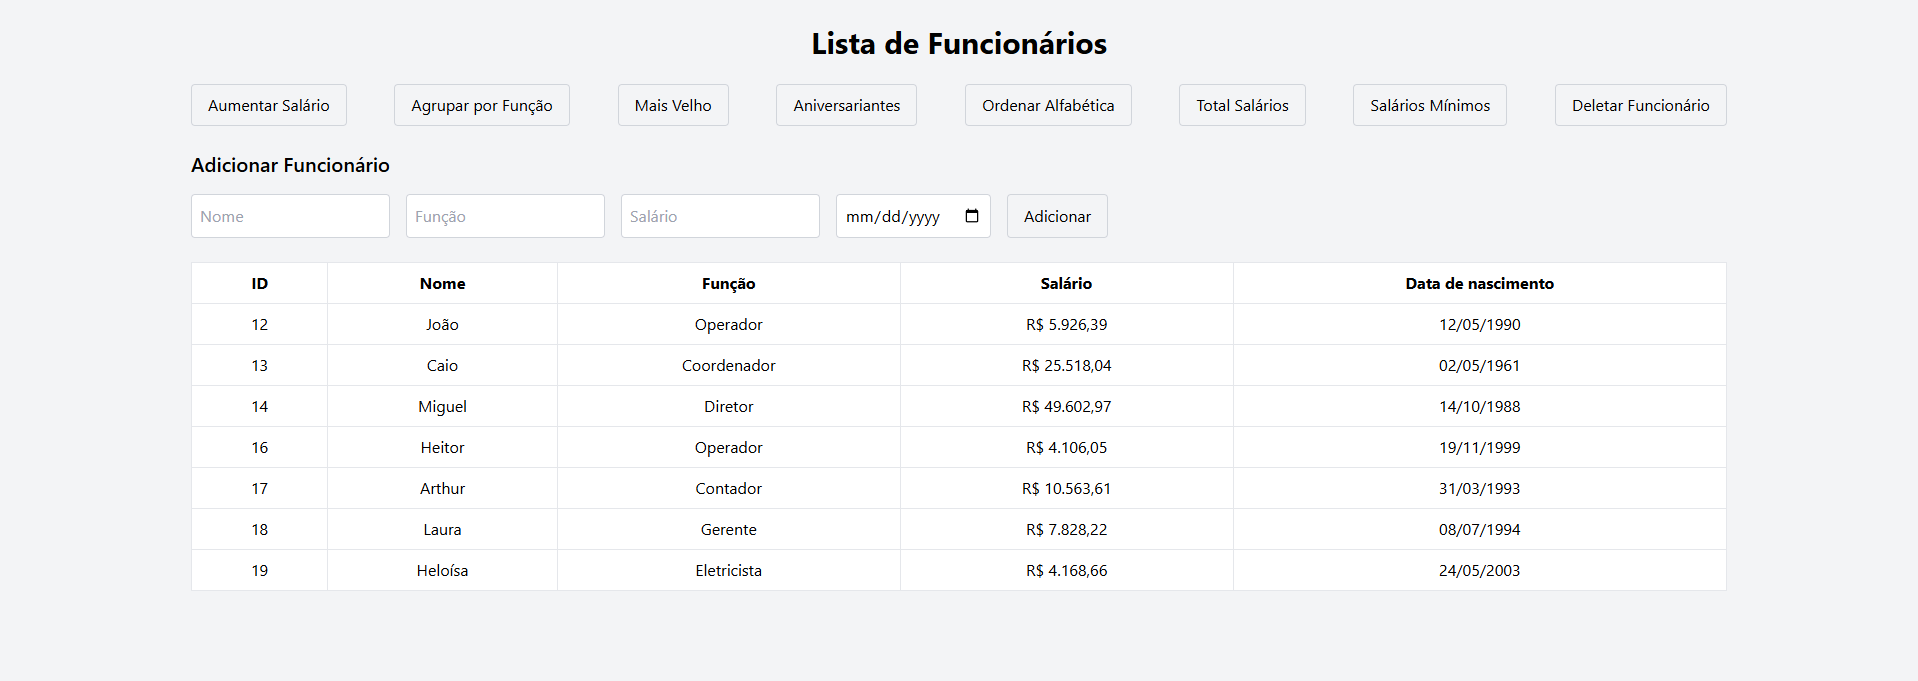 Lista de Funcionários
Aumentar Salário Agrupar por Função Mais Velho Aniversariantes Ordenar Alfabética Total Salários Salários Mínimos Deletar Funcionário
Adicionar Funcionário
Nome Função Salário mm/dd/yyyy Adicionar
ID Nome Função Salário Data de nascimento
12 João Operador R$ 5.926,39 12/05/1990
13 Caio Coordenador R$ 25.518,04 02/05/1961
14 Miguel Diretor R$ 49.602,97 14/10/1988
16 Heitor Operador R$ 4.106,05 19/11/1999
17 Arthur Contador R$ 10.563,61 31/03/1993
18 Laura Gerente R$ 7.828,22 08/07/1994
19 Heloísa Eletricista R$ 4.168,66 24/05/2003